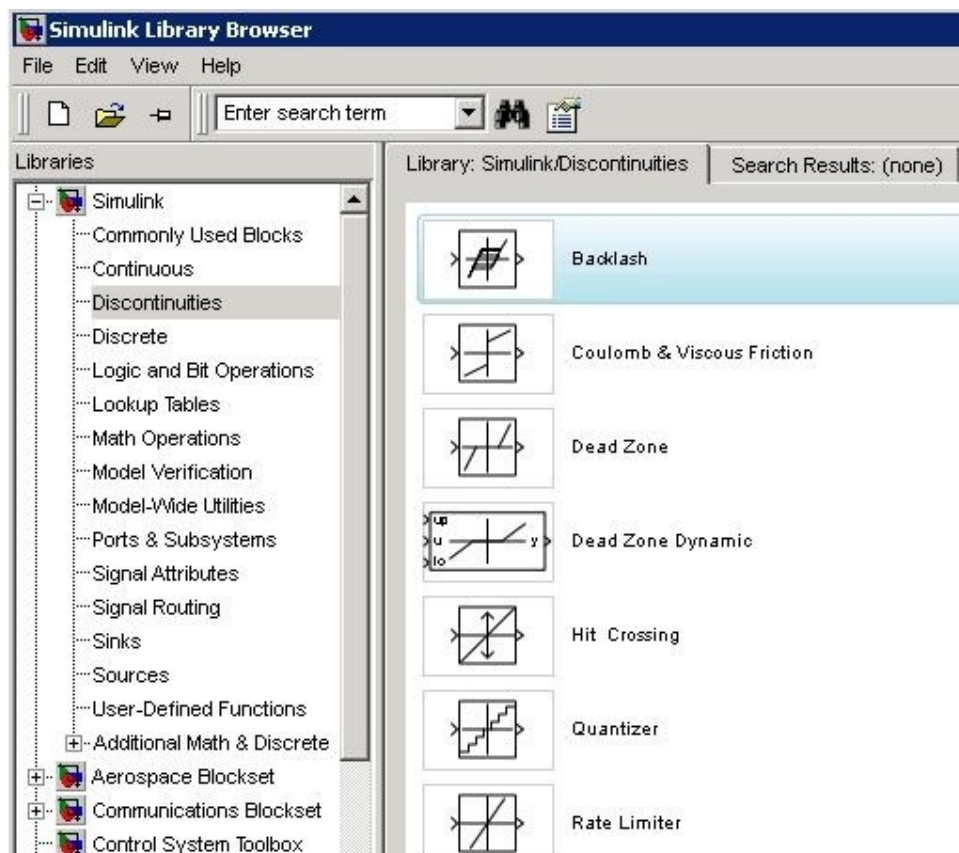 Simulink Library Browser
File Edit View Help
Enter search term
Libraries
Simulink
Commonly Used Blocks
Continuous
Discontinuities
Discrete
Logic and Bit Operations
Lookup Tables
Math Operations
Model Verification
Model-Wide Utilities
Ports & Subsystems
Signal Attributes
Signal Routing
Sinks
Sources
User-Defined Functions
Additional Math & Discrete
Aerospace Blockset
Communications Blockset
Control System Toolbox
Library: Simulink/Discontinuities
Search Results: (none)
Backlash
Coulomb & Viscous Friction
Dead Zone
up
u
lo
y
Dead Zone Dynamic
Hit Crossing
Quantizer
Rate Limiter